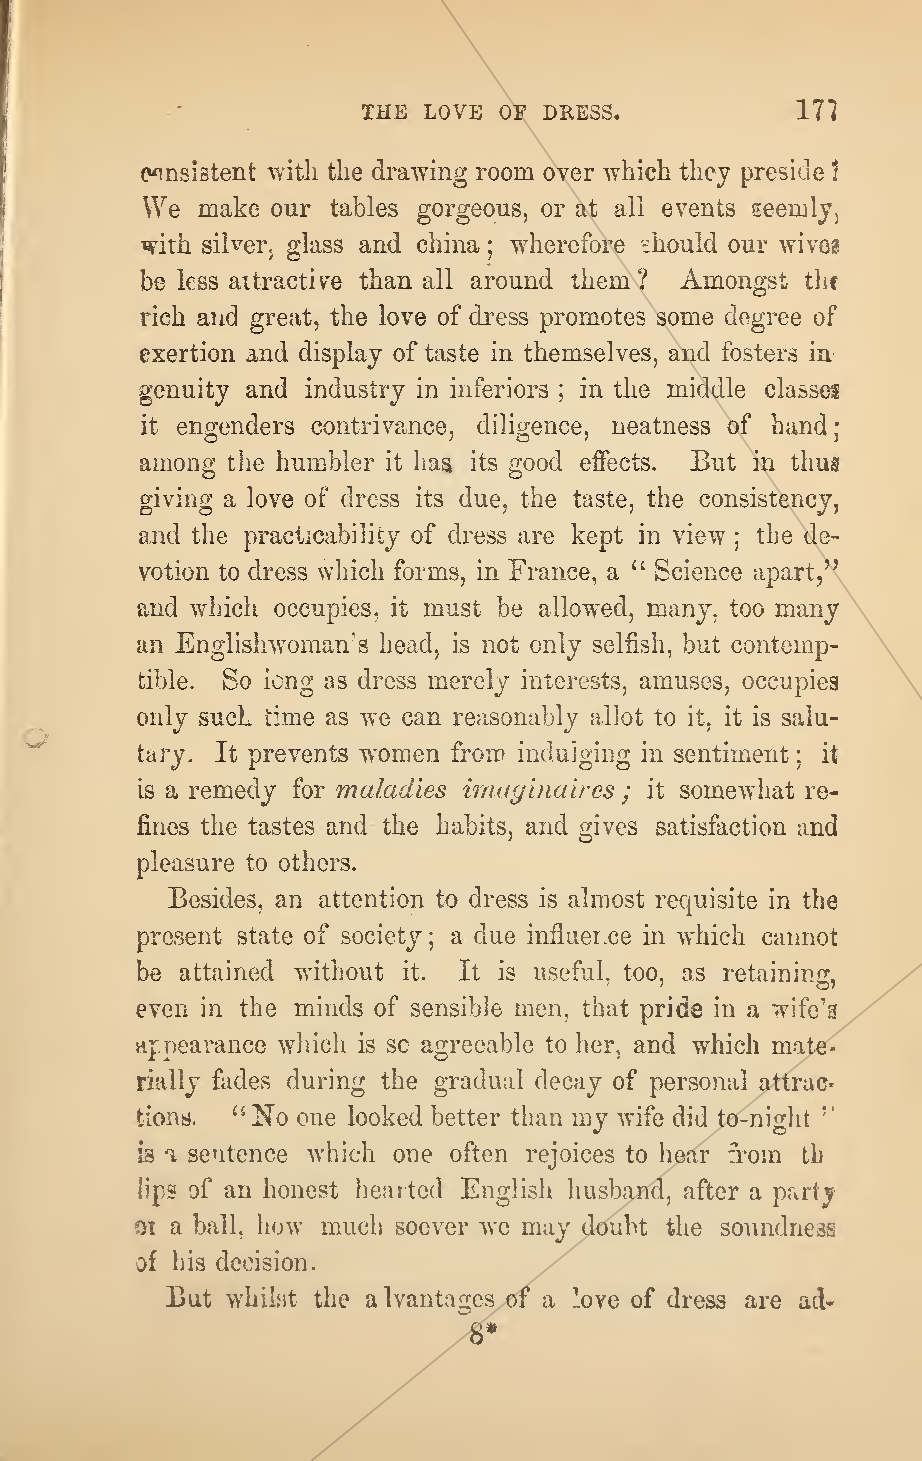 THE LOVE OF DRESS. 177
consistent with the drawing room over which they preside?
We make our tables gorgeous, or at all events seemly,
with silver, glass and china; wherefore should our wives
be less attractive than all around them? Amongst the
rich and great, the love of dress promotes some degree of
exertion and display of taste in themselves, and fosters in
genuity and industry in inferiors; in the middle classes
it engenders contrivance, diligence, neatness of hand;
among the humbler it has its good effects. But in thus
giving a love of dress its due, the taste, the consistency,
and the practicability of dress are kept in view; the de-
votion to dress which forms, in France, a "Science apart,"
and which occupies, it must be allowed, many, too many
an Englishwoman's head, is not only selfish, but contemp-
tible. So long as dress merely interests, amuses, occupies
only such time as we can reasonably allot to it, it is salu-
tary. It prevents women from indulging in sentiment; it
is a remedy for maladies imaginaires; it somewhat re-
fines the tastes and the habits, and gives satisfaction and
pleasure to others.
Besides, an attention to dress is almost requisite in the
present state of society; a due influence in which cannot
be attained without it. It is useful, too, as retaining,
even in the minds of sensible men, that pride in a wife's
appearance which is so agreeable to her, and which mate-
rially fades during the gradual decay of personal attrac-
tions. "No one looked better than my wife did to-night"
is a sentence which one often rejoices to hear from th
lips of an honest hearted English husband, after a party
or a ball, how much soever we may doubt the soundness
of his decision.
But whilst the advantages of a love of dress are ad-
8*